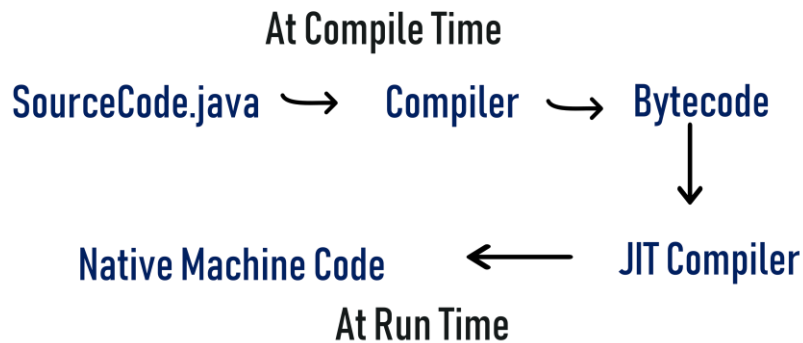 At Compile Time
SourceCode.java Compiler Bytecode
Native Machine Code JIT Compiler
At Run Time